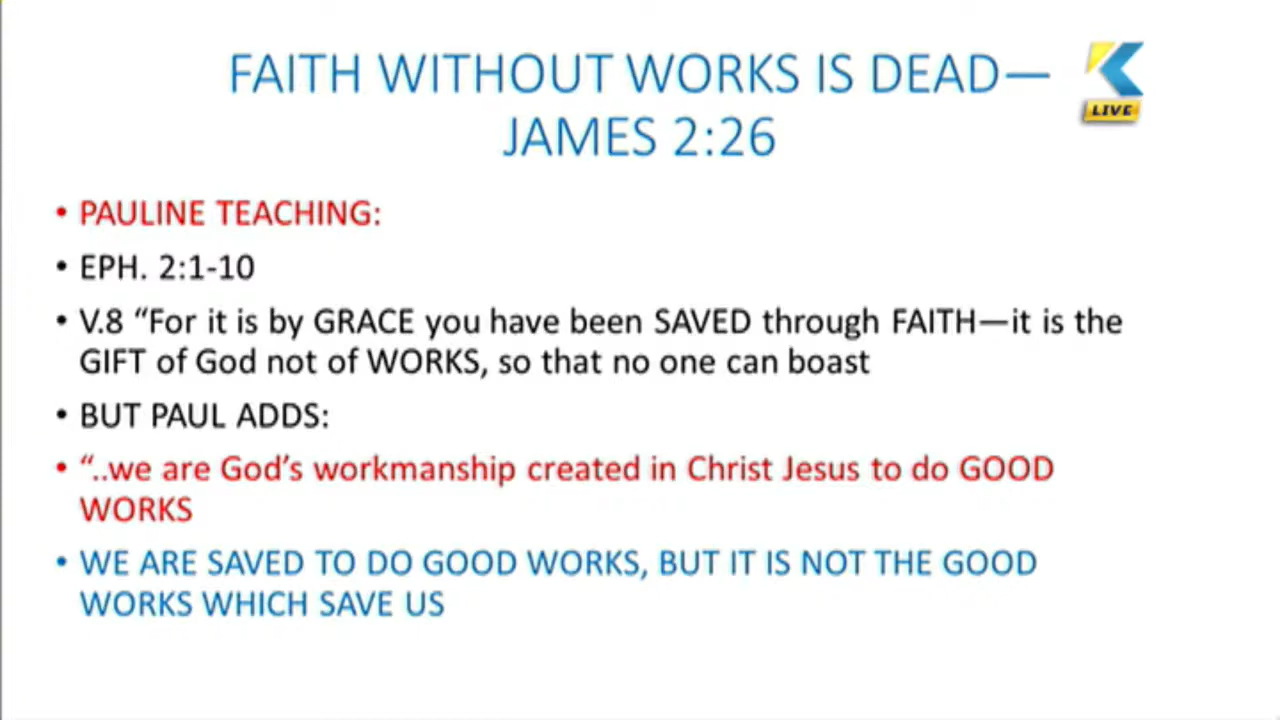 FAITH WITHOUT WORKS IS DEAD—
JAMES 2:26
LIVE
• PAULINE TEACHING:
• EPH. 2:1-10
• V.8 “For it is by GRACE you have been SAVED through FAITH—it is the
GIFT of God not of WORKS, so that no one can boast
• BUT PAUL ADDS:
• “..we are God’s workmanship created in Christ Jesus to do GOOD
WORKS
• WE ARE SAVED TO DO GOOD WORKS, BUT IT IS NOT THE GOOD
WORKS WHICH SAVE US